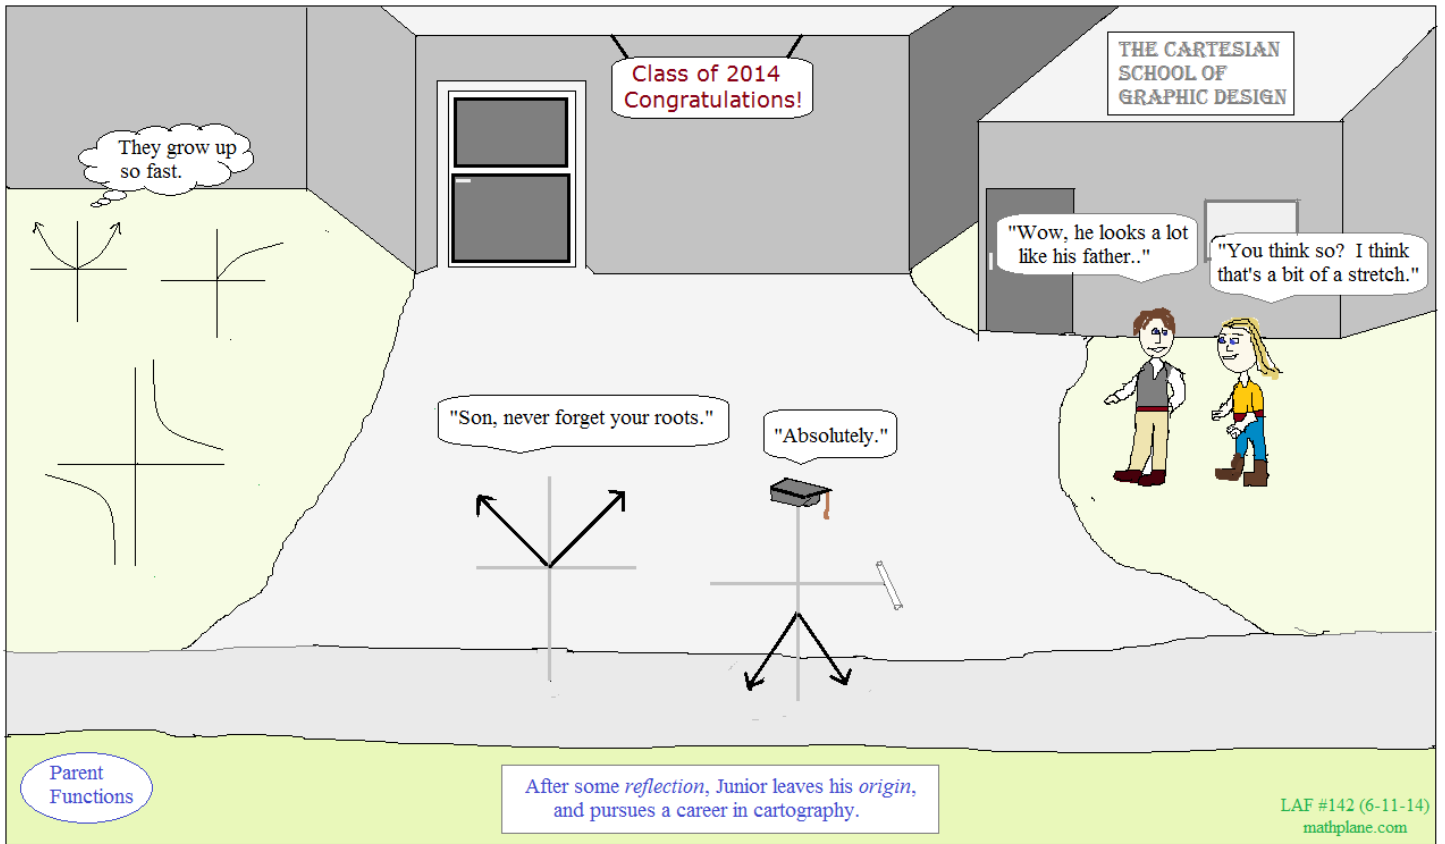 Class of 2014
Congratulations!
THE CARTESIAN
SCHOOL OF
GRAPHIC DESIGN
They grow up
so fast.
"Wow, he looks a lot
like his father.."
"You think so?  I think
that's a bit of a stretch."
"Son, never forget your roots."
"Absolutely."
Parent
Functions
After some reflection, Junior leaves his origin,
and pursues a career in cartography.
LAF #142 (6-11-14)
mathplane.com